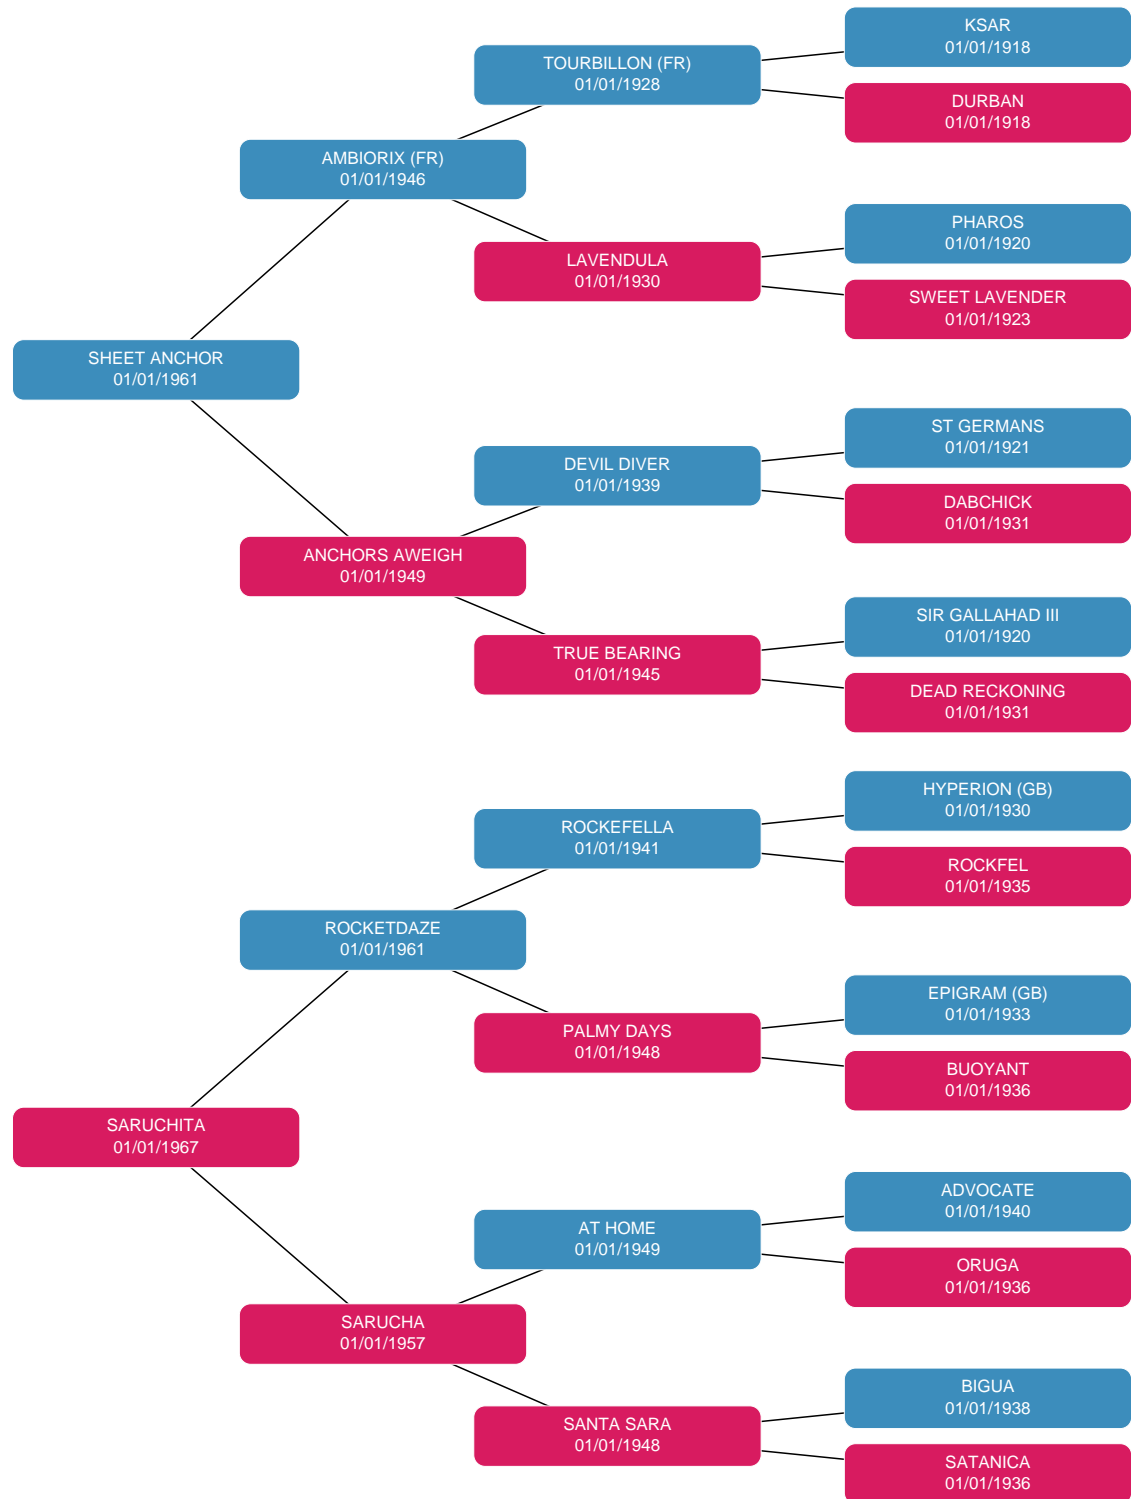 KSAR
01/01/1918
TOURBILLON (FR)
01/01/1928
DURBAN
01/01/1918
AMBIORIX (FR)
01/01/1946
PHAROS
01/01/1920
LAVENDULA
01/01/1930
SWEET LAVENDER
01/01/1923
SHEET ANCHOR
01/01/1961
ST GERMANS
01/01/1921
DEVIL DIVER
01/01/1939
DABCHICK
01/01/1931
ANCHORS AWEIGH
01/01/1949
SIR GALLAHAD III
01/01/1920
TRUE BEARING
01/01/1945
DEAD RECKONING
01/01/1931
HYPERION (GB)
01/01/1930
ROCKEFELLA
01/01/1941
ROCKFEL
01/01/1935
ROCKETDAZE
01/01/1961
EPIGRAM (GB)
01/01/1933
PALMY DAYS
01/01/1948
BUOYANT
01/01/1936
SARUCHITA
01/01/1967
ADVOCATE
01/01/1940
AT HOME
01/01/1949
ORUGA
01/01/1936
SARUCHA
01/01/1957
BIGUA
01/01/1938
SANTA SARA
01/01/1948
SATANICA
01/01/1936